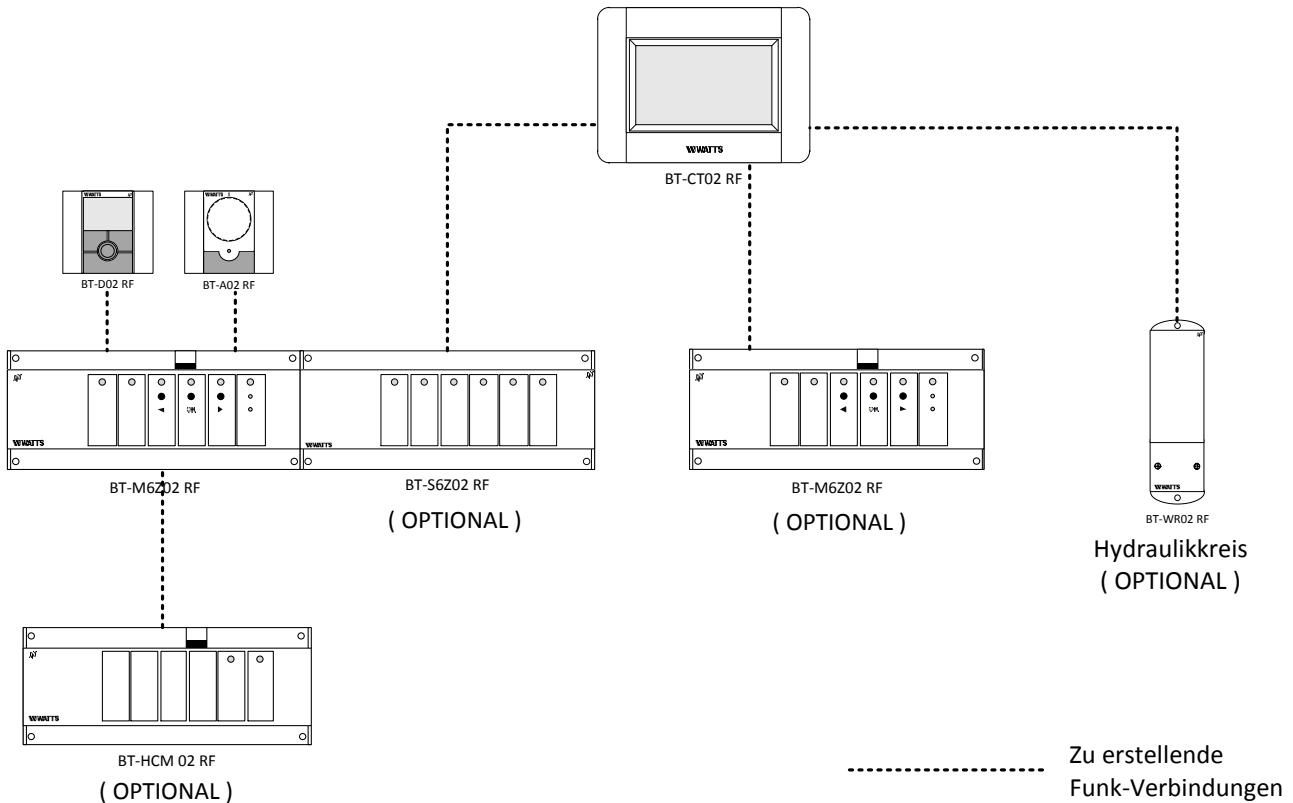 WATTS
BT-CT02 RF
WATTS
WATTS
BT-D02 RF
BT-A02 RF
WATTS
WATTS
WATTS
BT-M6Z02 RF
BT-S6Z02 RF
( OPTIONAL )
BT-M6Z02 RF
( OPTIONAL )
WATTS
BT-WR02 RF
Hydraulikkreis
( OPTIONAL )
WATTS
BT-HCM 02 RF
( OPTIONAL )
Zu erstellende
Funk-Verbindungen